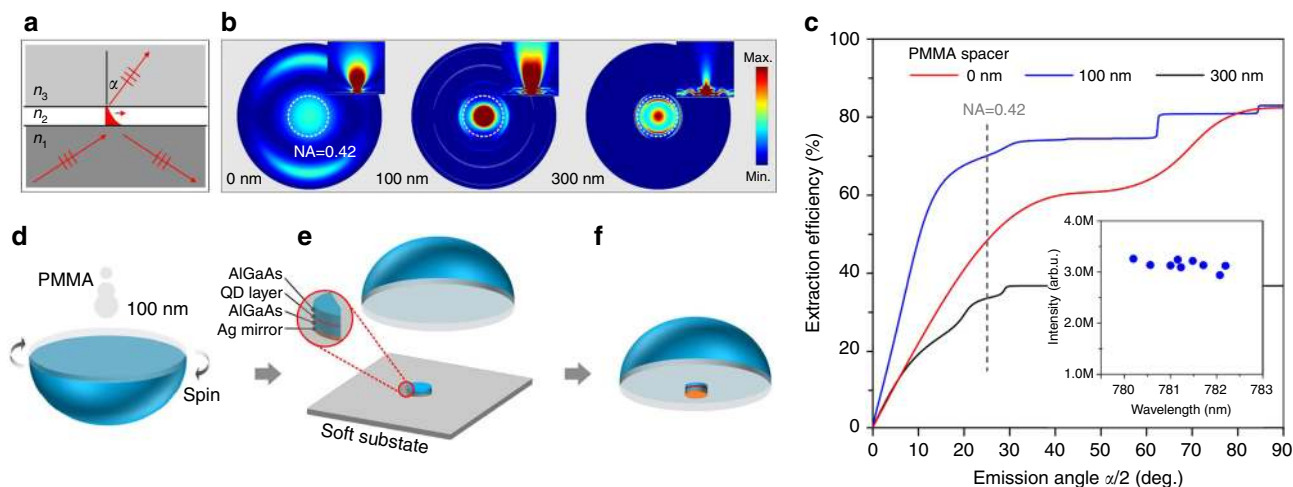 a
n3
n2
n1
α
b
NA=0.42
0 nm
100 nm
300 nm
Max.
Min.
c
100
80
60
40
20
0
Extraction efficiency (%)
PMMA spacer
0 nm
100 nm
300 nm
NA=0.42
0
10
20
30
40
50
60
70
80
90
Emission angle α/2 (deg.)
4.0M
3.0M
2.0M
1.0M
Intensity (arb.u.)
780
781
782
783
Wavelength (nm)
d
PMMA
100 nm
Spin
e
AlGaAs
QD layer
AlGaAs
Ag mirror
Soft substate
f